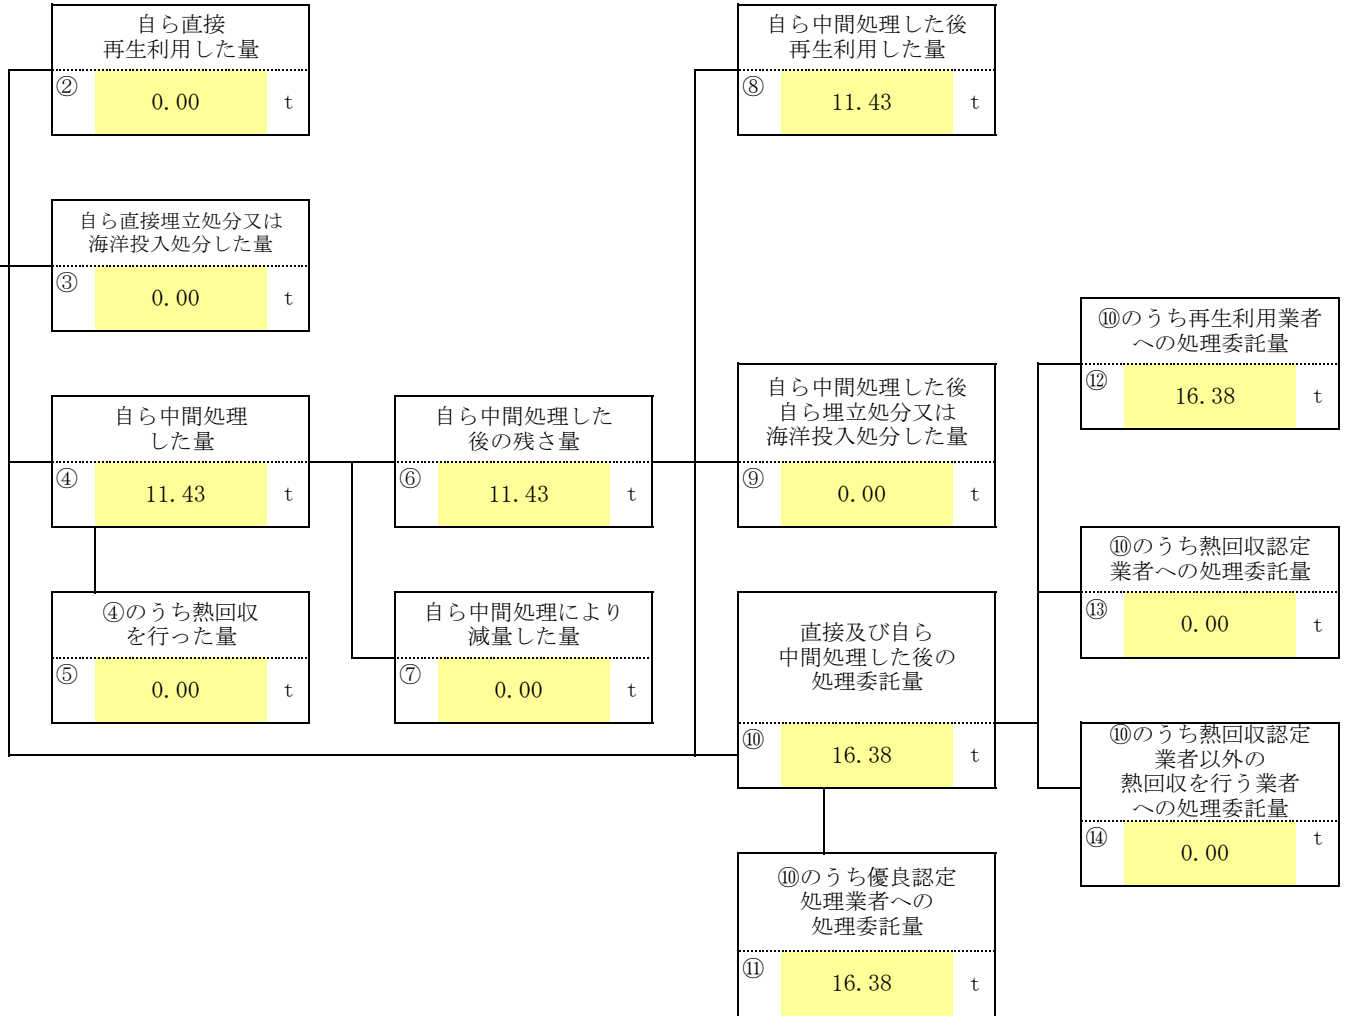 自ら直接
再生利用した量
② 0.00 t
自ら中間処理した後
再生利用した量
⑧ 11.43 t
自ら直接埋立処分又は
海洋投入処分した量
③ 0.00 t
⑩のうち再生利用業者
への処理委託量
⑫ 16.38 t
自ら中間処理
した量
④ 11.43 t
自ら中間処理した
後の残さ量
⑥ 11.43 t
自ら中間処理した後
自ら埋立処分又は
海洋投入処分した量
⑨ 0.00 t
⑩のうち熱回収認定
業者への処理委託量
⑬ 0.00 t
④のうち熱回収
を行った量
⑤ 0.00 t
自ら中間処理により
減量した量
⑦ 0.00 t
直接及び自ら
中間処理した後の
処理委託量
⑩ 16.38 t
⑩のうち熱回収認定
業者以外の
熱回収を行う業者
への処理委託量
⑭ 0.00 t
⑩のうち優良認定
処理業者への
処理委託量
⑪ 16.38 t